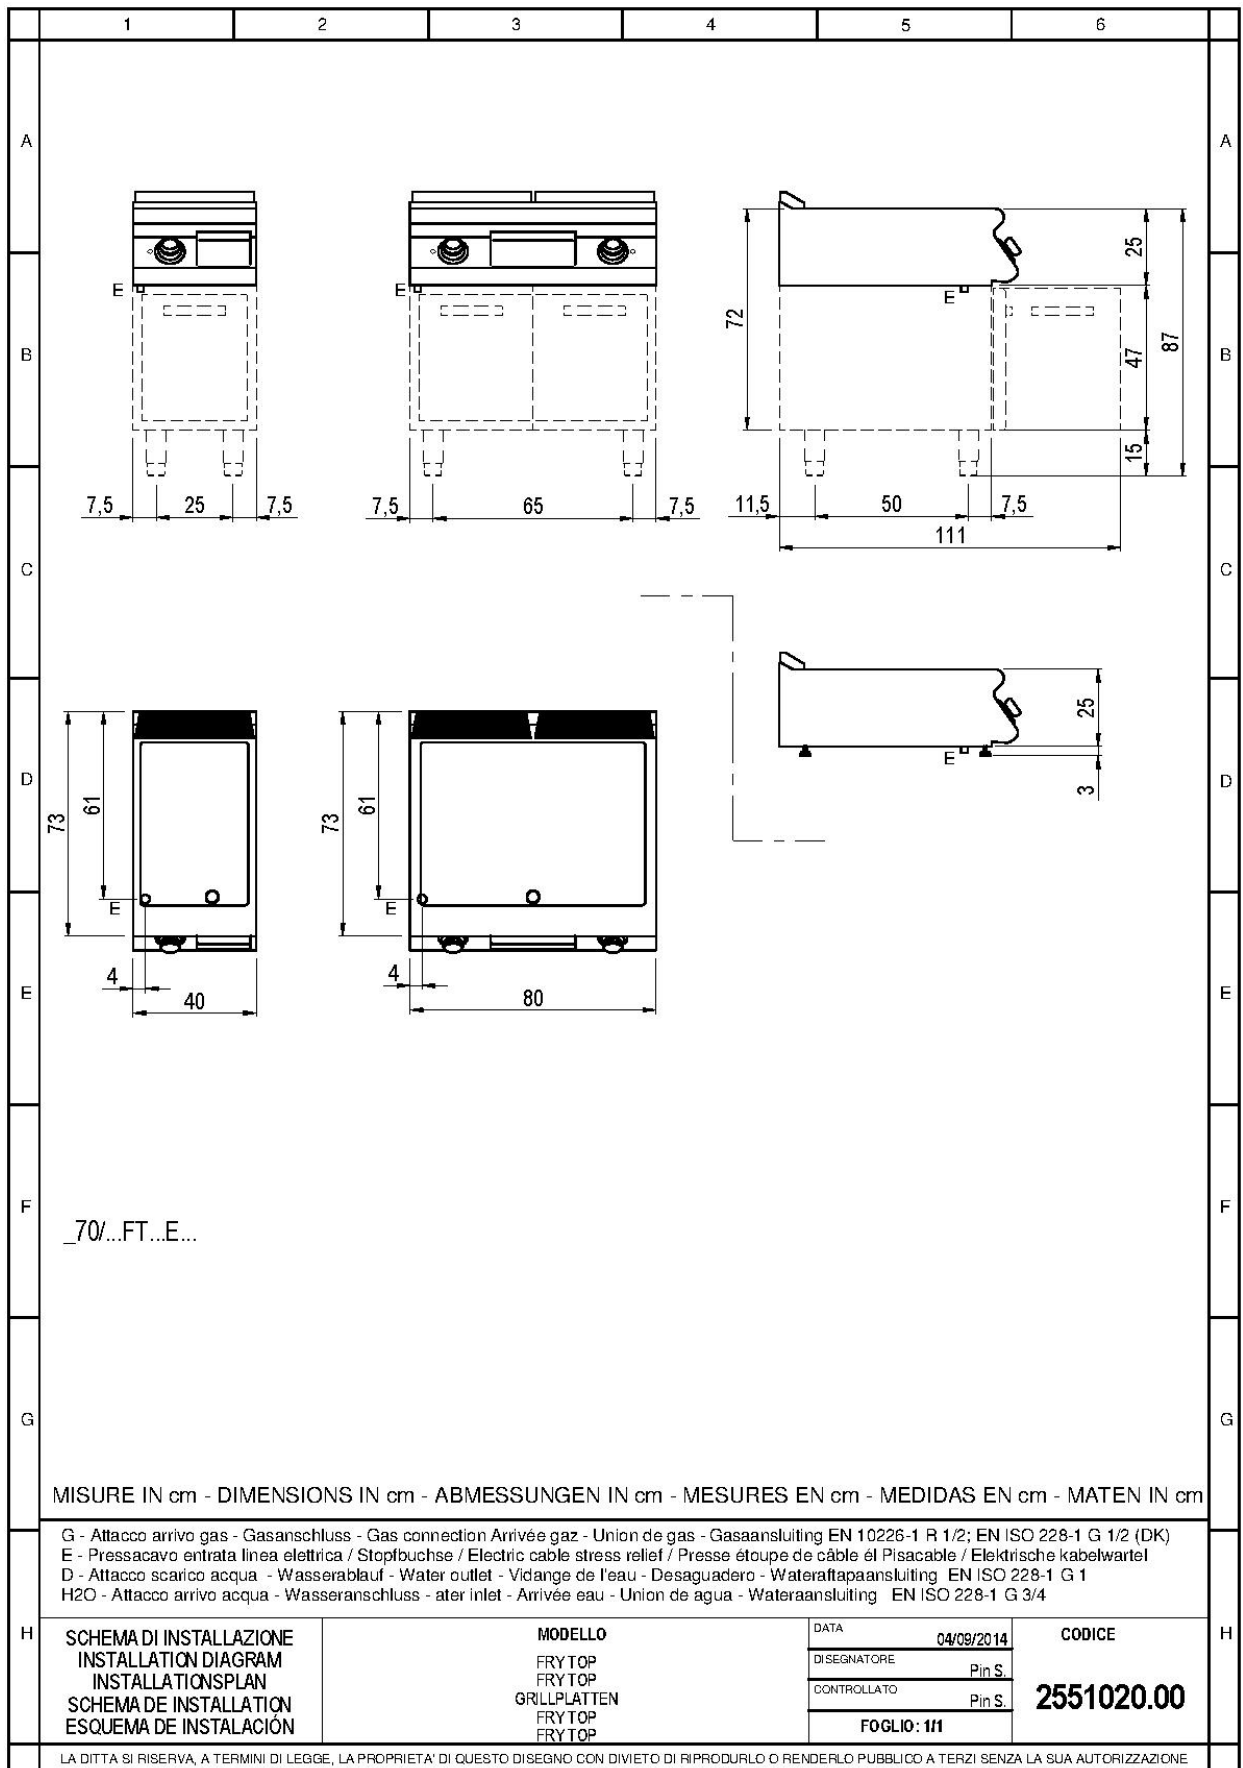 1 2 3 4 5 6
A A
E E E
72 25 87
B B
47
15
7,5 25 7,5 7,5 65 7,5 11,5 50 7,5
111
C C
25
E
3
D D
73 61 73 61
E E
4 4
40 80
E E
F F
_70/...FT...E...
G G
MISURE IN cm - DIMENSIONS IN cm - ABMESSUNGEN IN cm - MESURES EN cm - MEDIDAS EN cm - MATEN IN cm
G - Attacco arrivo gas - Gasanschluss - Gas connection Arrivée gaz - Union de gas - Gasaansluiting EN 10226-1 R 1/2; EN ISO 228-1 G 1/2 (DK)
E - Pressacavo entrata linea elettrica / Stopfbuchse / Electric cable stress relief / Presse étoupe de câble él Pisacable / Elektrische kabelwartel
D - Attacco scarico acqua - Wasserablauf - Water outlet - Vidange de l'eau - Desaguadero - Wateraftapaansluiting EN ISO 228-1 G 1
H2O - Attacco arrivo acqua - Wasseranschluss - ater inlet - Arrivée eau - Union de agua - Wateraansluiting EN ISO 228-1 G 3/4
H H
SCHEMA DI INSTALLAZIONE
INSTALLATION DIAGRAM
INSTALLATIONSPLAN
SCHEMA DE INSTALLATION
ESQUEMA DE INSTALACIÓN
MODELLO
FRY TOP
FRY TOP
GRILLPLATTEN
FRY TOP
FRY TOP
DATA 04/09/2014
DISEGNATORE Pin S.
CONTROLLATO Pin S.
FOGLIO: 1/1
CODICE
2551020.00
LA DITTA SI RISERVA, A TERMINI DI LEGGE, LA PROPRIETA' DI QUESTO DISEGNO CON DIVIETO DI RIPRODURLO O RENDERLO PUBBLICO A TERZI SENZA LA SUA AUTORIZZAZIONE